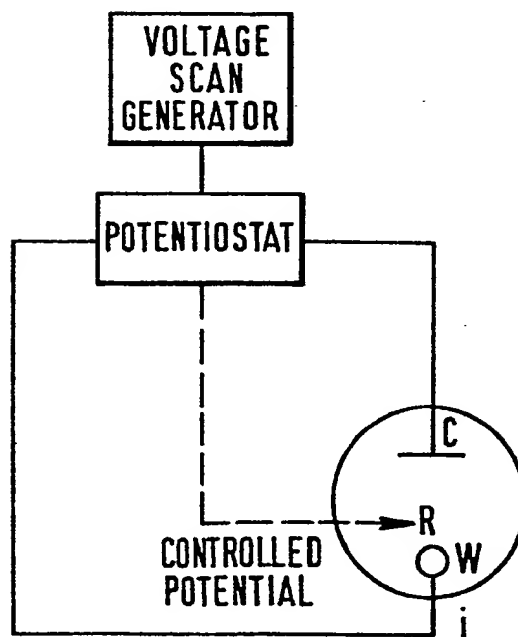 VOLTAGE
SCAN
GENERATOR
POTENTIOSTAT
C
R
W
CONTROLLED
POTENTIAL
i